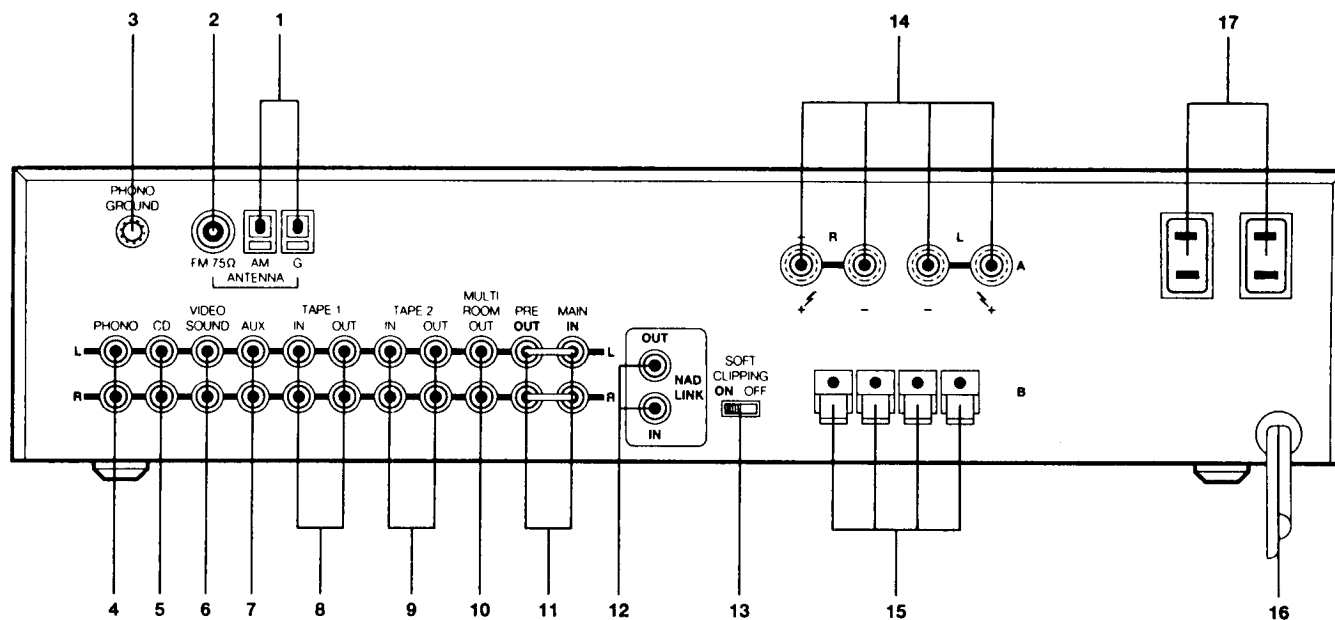 3 2 1 14 17
PHONO
GROUND
FM 75Ω AM G
ANTENNA
R L A
+ − − +
PHONO CD VIDEO
SOUND AUX TAPE 1
IN OUT TAPE 2
IN OUT MULTI
ROOM
OUT PRE
OUT MAIN
IN
L L
R R
OUT
NAD
LINK
IN
SOFT
CLIPPING
ON OFF
B
4 5 6 7 8 9 10 11 12 13 15 16